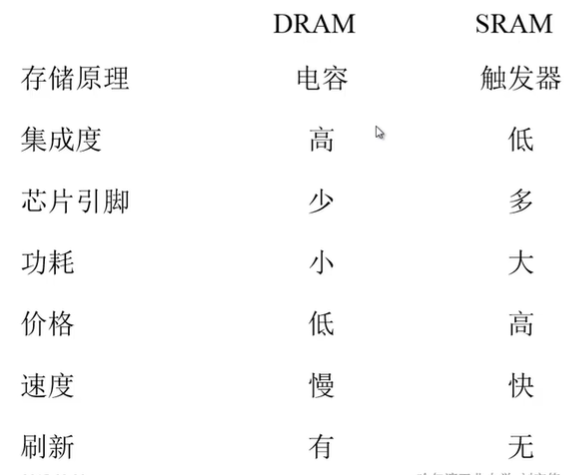 DRAM SRAM
存储原理 电容 触发器
集成度 高 低
芯片引脚 少 多
功耗 小 大
价格 低 高
速度 慢 快
刷新 有 无